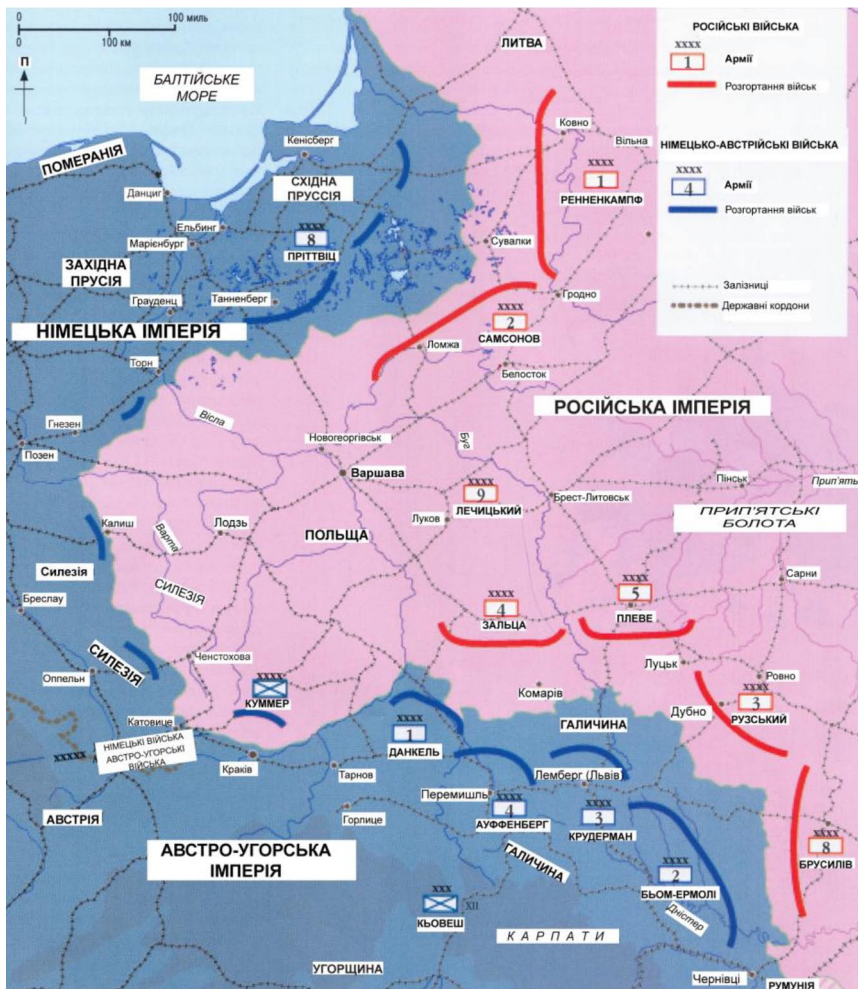 0
100 миль
0
100 км
П
БАЛТІЙСЬКЕ
МОРЕ
ЛИТВА
РОСІЙСЬКІ ВІЙСЬКА
XXXX
1
Армії
Розгортання військ
НІМЕЦЬКО-АВСТРІЙСЬКІ ВІЙСЬКА
XXXX
4
Армії
Розгортання військ
Залізниці
Державні кордони
ПОМЕРАНІЯ
Кенісберг
Ковно
Вільна
СХІДНА
ПРУССІЯ
XXXX
1
РЕННЕНКАМПФ
Данциг
Ельбинг
XXXX
8
ПРІТТВІЦ
Марієнбург
Сувалки
ЗАХІДНА
ПРУСІЯ
Грауденц
Танненберг
Гродно
НІМЕЦЬКА ІМПЕРІЯ
XXXX
2
САМСОНОВ
Ломжа
Торн
Белосток
РОСІЙСЬКА ІМПЕРІЯ
Гнезен
Вісла
Позен
Новогеоргівськ
Буг
Варшава
Пінськ
Прип'ять
XXXX
9
ЛЕЧИЦЬКИЙ
Брест-Литовськ
ПРИП'ЯТСЬКІ
БОЛОТА
Калиш
Варта
Лодзь
Луков
ПОЛЬЩА
Силезія
СИЛЕЗІЯ
Сарни
Бреслау
XXXX
4
ЗАЛЬЦА
XXXX
5
ПЛЕВЕ
СИЛЕЗІЯ
Ченстохова
Луцьк
Ровно
Оппельн
XXXX
КУММЕР
Комарів
Дубно
XXXX
3
РУЗСЬКИЙ
Катовице
XXXX
1
ДАНКЕЛЬ
ГАЛИЧИНА
XXXXX
НІМЕЦЬКІ ВІЙСЬКА
АВСТРО-УГОРСЬКІ
ВІЙСЬКА
Краків
Тарнов
Лемберг (Львів)
Перемишль
АВСТРІЯ
Горлице
XXXX
4
АУФФЕНБЕРГ
XXXX
3
КРУДЕРМАН
XXXX
8
БРУСИЛІВ
АВСТРО-УГОРСЬКА
ІМПЕРІЯ
ГАЛИЧИНА
XXXX
2
БЬОМ-ЕРМОЛІ
XXX
XII
КЬОВЕШ
Дністер
КАРПАТИ
УГОРЩИНА
Чернівці
РУМУНІЯ